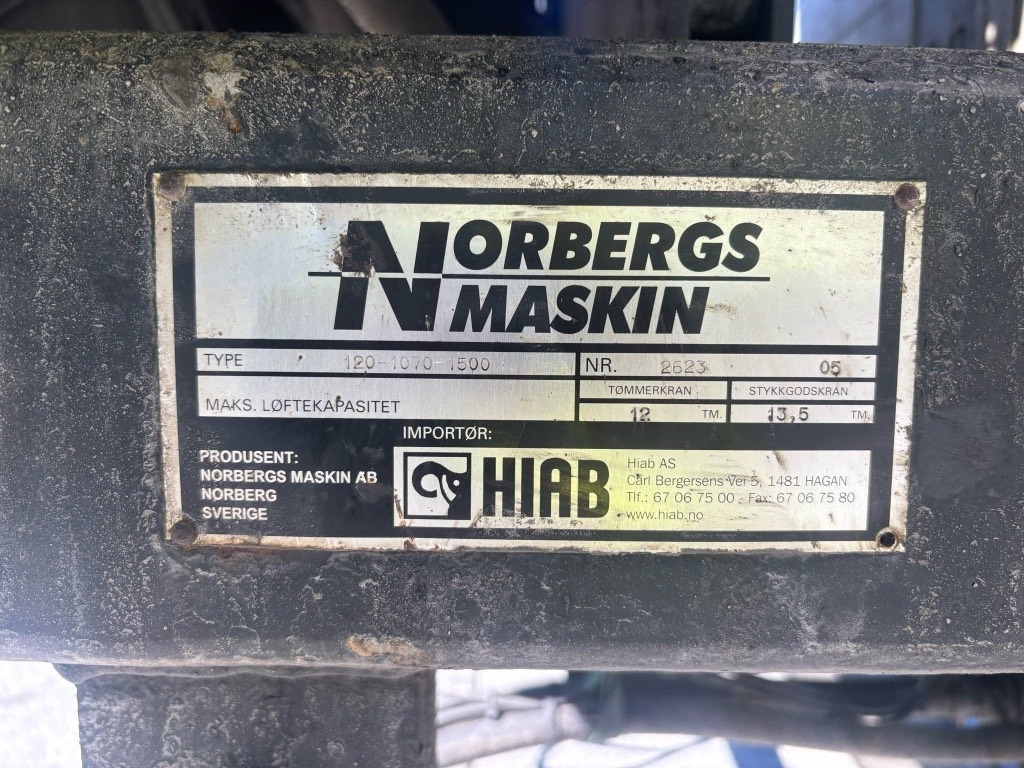 NORBERGS
MASKIN
TYPE 120-1070-1500 NR. 2623 05
TØMMERKRAN STYKKGODSKRAN
MAKS. LØFTEKAPASITET 12 TM. 13,5 TM.
IMPORTØR:
PRODUSENT:
NORBERGS MASKIN AB
NORBERG
SVERIGE
HIAB
Hiab AS
Carl Bergersens Vei 5, 1481 HAGAN
Tlf.: 67 06 75 00 - Fax: 67 06 75 80
www.hiab.no